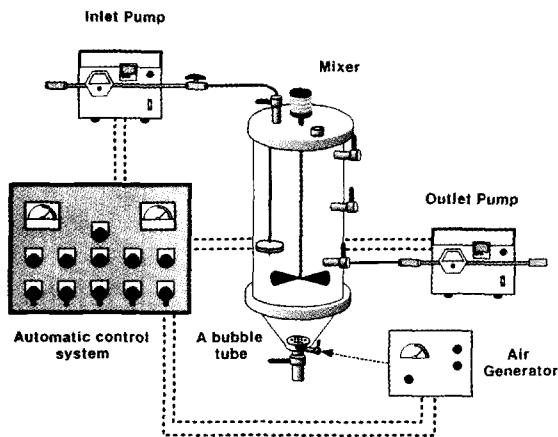 Inlet Pump
Mixer
Outlet Pump
Automatic control
system
A bubble
tube
Air
Generator